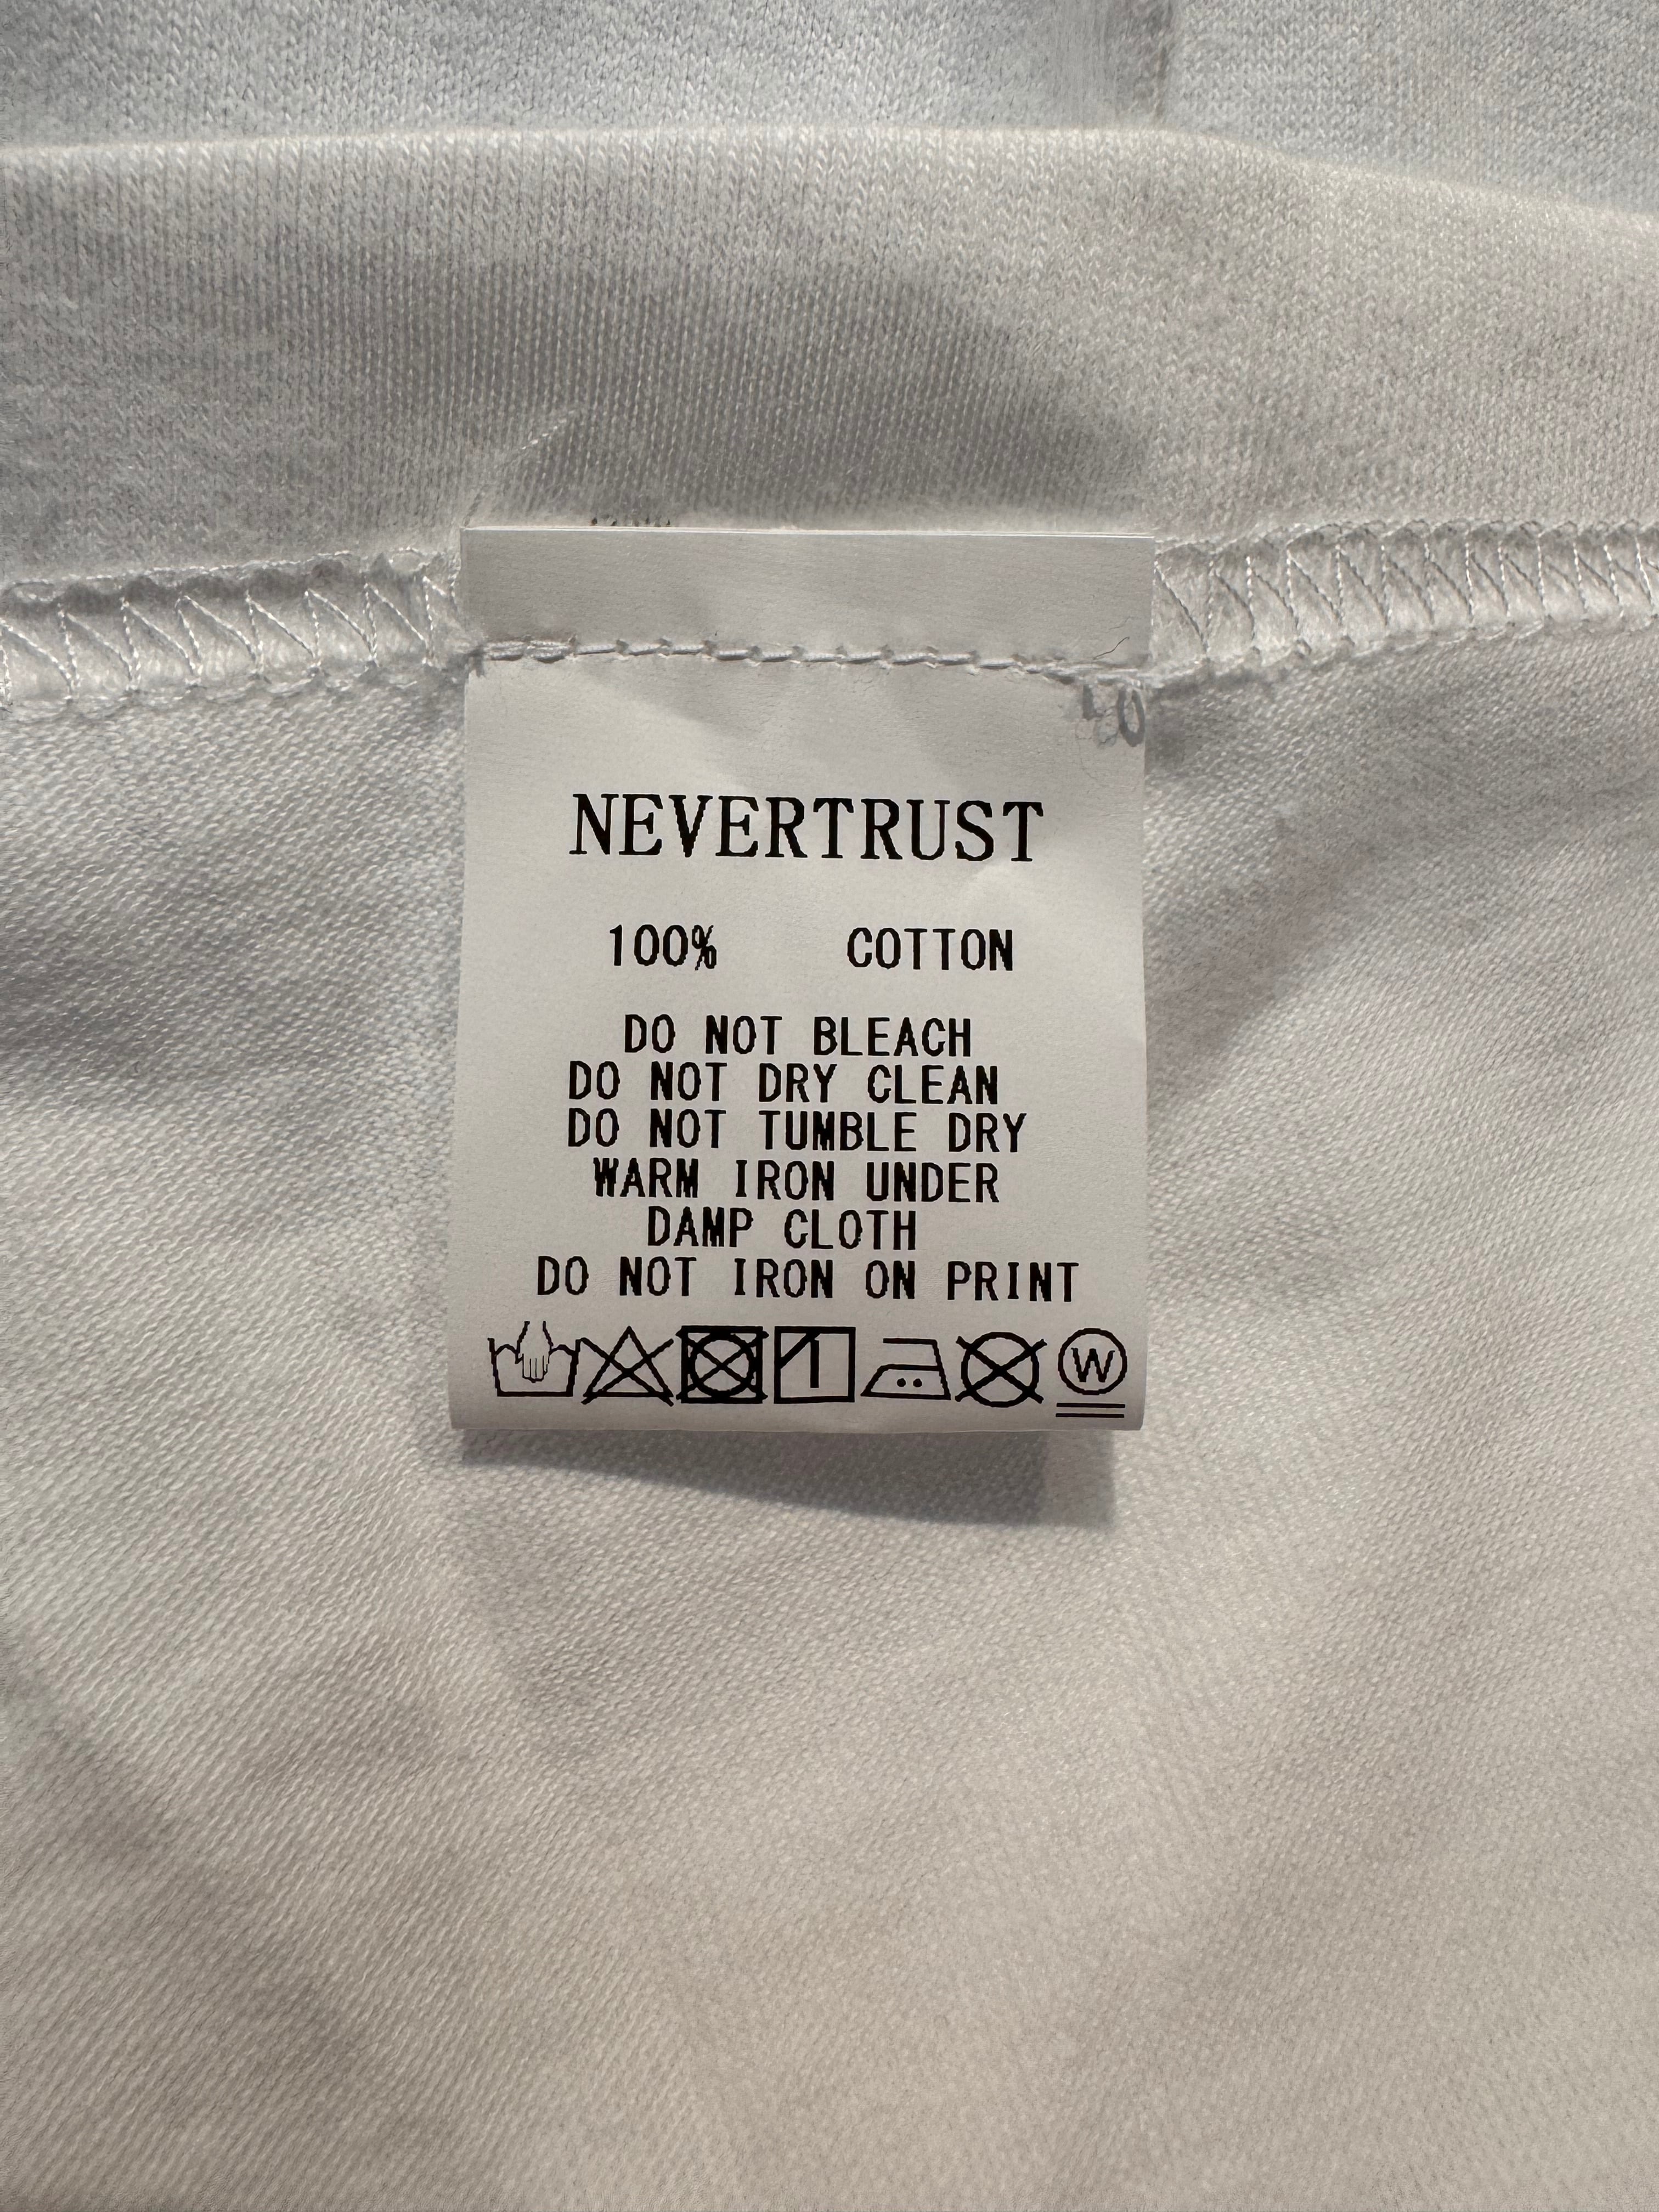 NEVERTRUST
100% COTTON
DO NOT BLEACH
DO NOT DRY CLEAN
DO NOT TUMBLE DRY
WARM IRON UNDER
DAMP CLOTH
DO NOT IRON ON PRINT
W